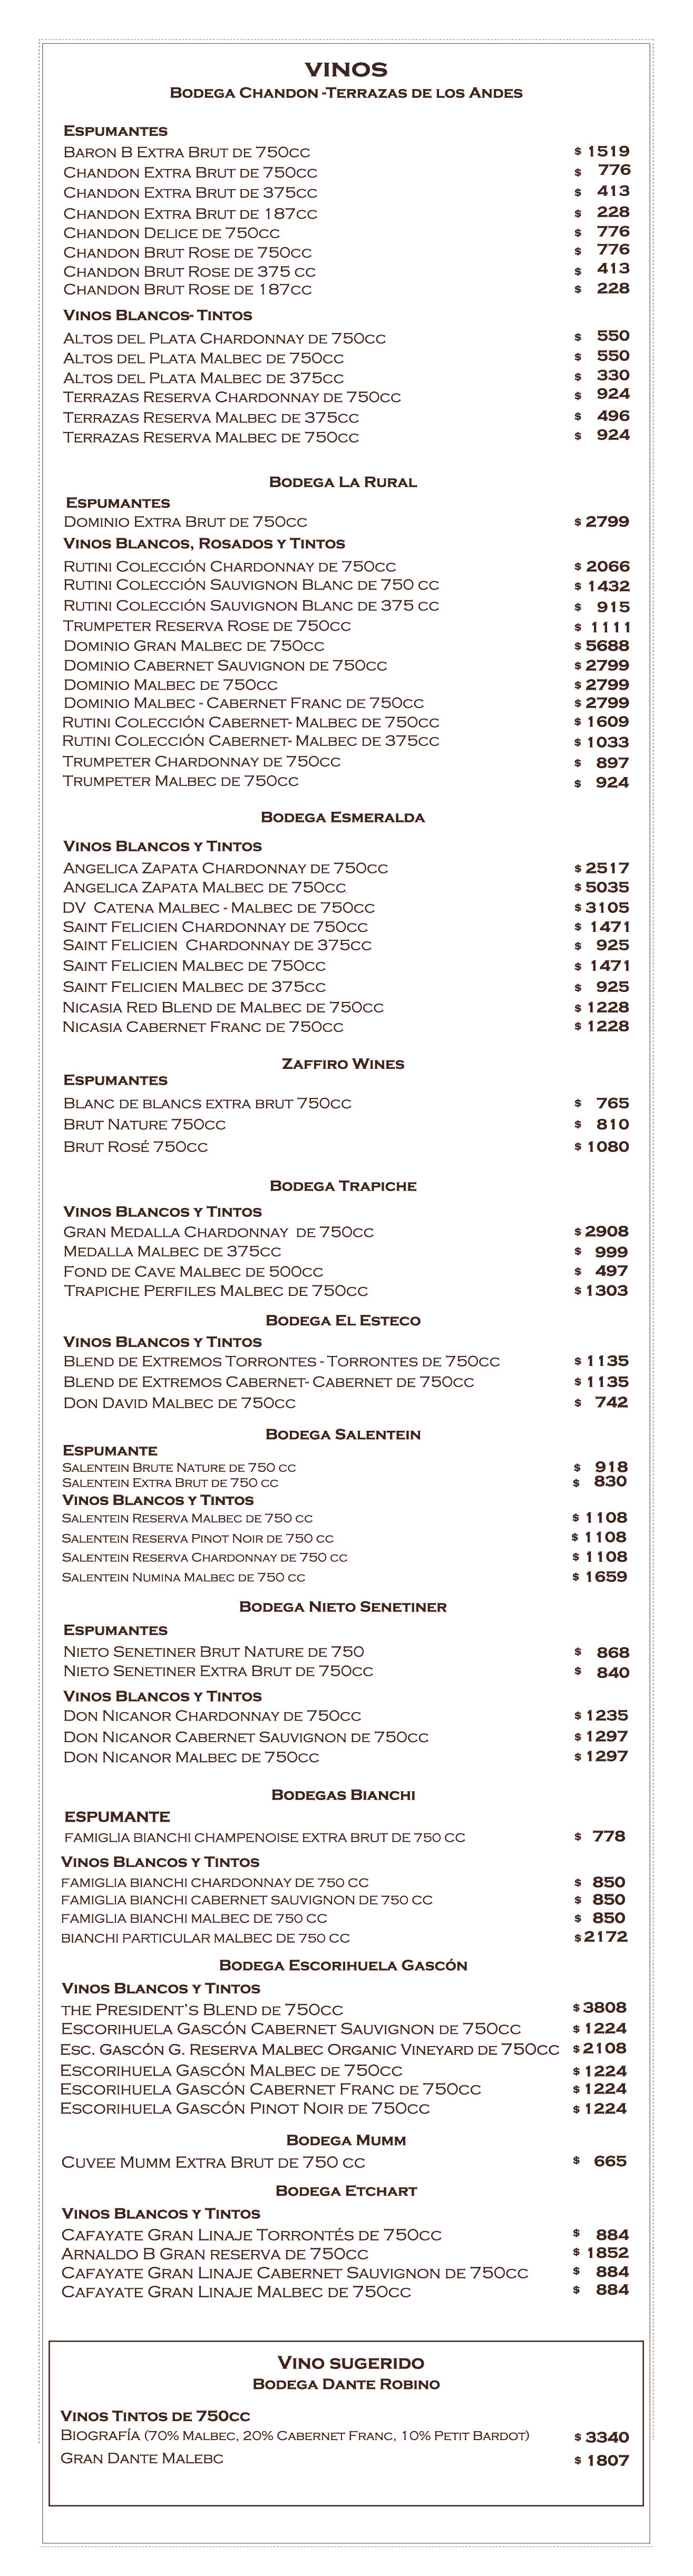 VINOS
BODEGA CHANDON -TERRAZAS DE LOS ANDES
ESPUMANTES
BARON B EXTRA BRUT DE 750CC $ 1519
CHANDON EXTRA BRUT DE 750CC $ 776
CHANDON EXTRA BRUT DE 375CC $ 413
CHANDON EXTRA BRUT DE 187CC $ 228
CHANDON DELICE DE 750CC $ 776
CHANDON BRUT ROSE DE 750CC $ 776
CHANDON BRUT ROSE DE 375 CC $ 413
CHANDON BRUT ROSE DE 187CC $ 228
VINOS BLANCOS- TINTOS
ALTOS DEL PLATA CHARDONNAY DE 750CC $ 550
ALTOS DEL PLATA MALBEC DE 750CC $ 550
ALTOS DEL PLATA MALBEC DE 375CC $ 330
TERRAZAS RESERVA CHARDONNAY DE 750CC $ 924
TERRAZAS RESERVA MALBEC DE 375CC $ 496
TERRAZAS RESERVA MALBEC DE 750CC $ 924
BODEGA LA RURAL
ESPUMANTES
DOMINIO EXTRA BRUT DE 750CC $ 2799
VINOS BLANCOS, ROSADOS Y TINTOS
RUTINI COLECCIÓN CHARDONNAY DE 750CC $ 2066
RUTINI COLECCIÓN SAUVIGNON BLANC DE 750 CC $ 1432
RUTINI COLECCIÓN SAUVIGNON BLANC DE 375 CC $ 915
TRUMPETER RESERVA ROSE DE 750CC $ 1111
DOMINIO GRAN MALBEC DE 750CC $ 5688
DOMINIO CABERNET SAUVIGNON DE 750CC $ 2799
DOMINIO MALBEC DE 750CC $ 2799
DOMINIO MALBEC - CABERNET FRANC DE 750CC $ 2799
RUTINI COLECCIÓN CABERNET- MALBEC DE 750CC $ 1609
RUTINI COLECCIÓN CABERNET- MALBEC DE 375CC $ 1033
TRUMPETER CHARDONNAY DE 750CC $ 897
TRUMPETER MALBEC DE 750CC $ 924
BODEGA ESMERALDA
VINOS BLANCOS Y TINTOS
ANGELICA ZAPATA CHARDONNAY DE 750CC $ 2517
ANGELICA ZAPATA MALBEC DE 750CC $ 5035
DV CATENA MALBEC - MALBEC DE 750CC $ 3105
SAINT FELICIEN CHARDONNAY DE 750CC $ 1471
SAINT FELICIEN CHARDONNAY DE 375CC $ 925
SAINT FELICIEN MALBEC DE 750CC $ 1471
SAINT FELICIEN MALBEC DE 375CC $ 925
NICASIA RED BLEND DE MALBEC DE 750CC $ 1228
NICASIA CABERNET FRANC DE 750CC $ 1228
ZAFFIRO WINES
ESPUMANTES
BLANC DE BLANCS EXTRA BRUT 750CC $ 765
BRUT NATURE 750CC $ 810
BRUT ROSÉ 750CC $ 1080
BODEGA TRAPICHE
VINOS BLANCOS Y TINTOS
GRAN MEDALLA CHARDONNAY DE 750CC $ 2908
MEDALLA MALBEC DE 375CC $ 999
FOND DE CAVE MALBEC DE 500CC $ 497
TRAPICHE PERFILES MALBEC DE 750CC $ 1303
BODEGA EL ESTECO
VINOS BLANCOS Y TINTOS
BLEND DE EXTREMOS TORRONTES - TORRONTES DE 750CC $ 1135
BLEND DE EXTREMOS CABERNET- CABERNET DE 750CC $ 1135
DON DAVID MALBEC DE 750CC $ 742
BODEGA SALENTEIN
ESPUMANTE
SALENTEIN BRUTE NATURE DE 750 CC $ 918
SALENTEIN EXTRA BRUT DE 750 CC $ 830
VINOS BLANCOS Y TINTOS
SALENTEIN RESERVA MALBEC DE 750 CC $ 1108
SALENTEIN RESERVA PINOT NOIR DE 750 CC $ 1108
SALENTEIN RESERVA CHARDONNAY DE 750 CC $ 1108
SALENTEIN NUMINA MALBEC DE 750 CC $ 1659
BODEGA NIETO SENETINER
ESPUMANTES
NIETO SENETINER BRUT NATURE DE 750 $ 868
NIETO SENETINER EXTRA BRUT DE 750CC $ 840
VINOS BLANCOS Y TINTOS
DON NICANOR CHARDONNAY DE 750CC $ 1235
DON NICANOR CABERNET SAUVIGNON DE 750CC $ 1297
DON NICANOR MALBEC DE 750CC $ 1297
BODEGAS BIANCHI
ESPUMANTE
FAMIGLIA BIANCHI CHAMPENOISE EXTRA BRUT DE 750 CC $ 778
VINOS BLANCOS Y TINTOS
FAMIGLIA BIANCHI CHARDONNAY DE 750 CC $ 850
FAMIGLIA BIANCHI CABERNET SAUVIGNON DE 750 CC $ 850
FAMIGLIA BIANCHI MALBEC DE 750 CC $ 850
BIANCHI PARTICULAR MALBEC DE 750 CC $ 2172
BODEGA ESCORIHUELA GASCÓN
VINOS BLANCOS Y TINTOS
THE PRESIDENT'S BLEND DE 750CC $ 3808
ESCORIHUELA GASCÓN CABERNET SAUVIGNON DE 750CC $ 1224
ESC. GASCÓN G. RESERVA MALBEC ORGANIC VINEYARD DE 750CC $ 2108
ESCORIHUELA GASCÓN MALBEC DE 750CC $ 1224
ESCORIHUELA GASCÓN CABERNET FRANC DE 750CC $ 1224
ESCORIHUELA GASCÓN PINOT NOIR DE 750CC $ 1224
BODEGA MUMM
CUVEE MUMM EXTRA BRUT DE 750 CC $ 665
BODEGA ETCHART
VINOS BLANCOS Y TINTOS
CAFAYATE GRAN LINAJE TORRONTÉS DE 750CC $ 884
ARNALDO B GRAN RESERVA DE 750CC $ 1852
CAFAYATE GRAN LINAJE CABERNET SAUVIGNON DE 750CC $ 884
CAFAYATE GRAN LINAJE MALBEC DE 750CC $ 884
VINO SUGERIDO
BODEGA DANTE ROBINO
VINOS TINTOS DE 750CC
BIOGRAFÍA (70% MALBEC, 20% CABERNET FRANC, 10% PETIT BARDOT) $ 3340
GRAN DANTE MALEBC $ 1807